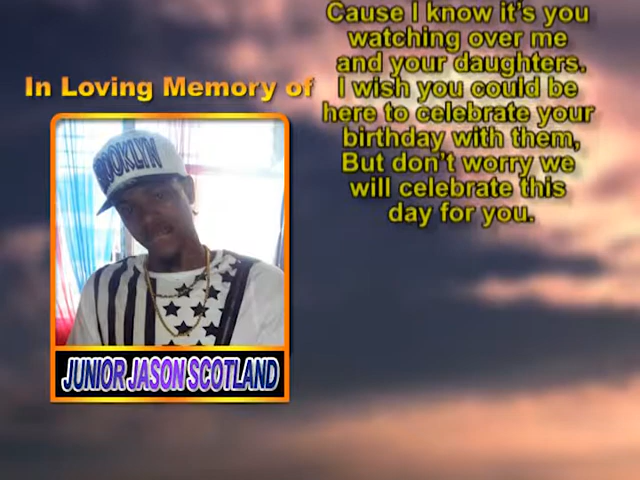 Cause I know it's you
watching over me
and your daughters.
In Loving Memory of
I wish you could be
here to celebrate your
birthday with them,
But don't worry we
will celebrate this
day for you.
BROOKLYN
JUNIOR JASON SCOTLAND